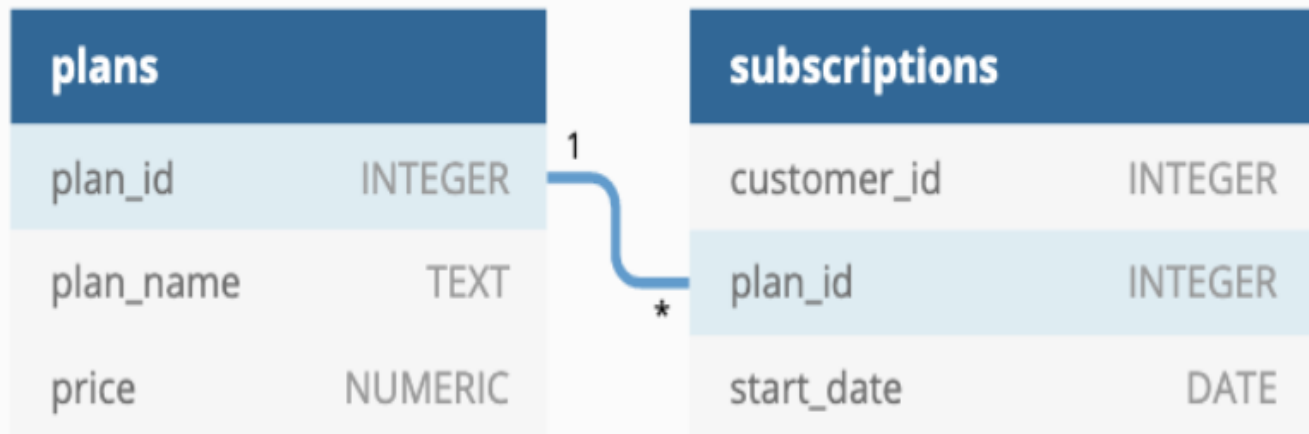 plans
plan_id INTEGER
plan_name TEXT
price NUMERIC
1
*
subscriptions
customer_id INTEGER
plan_id INTEGER
start_date DATE